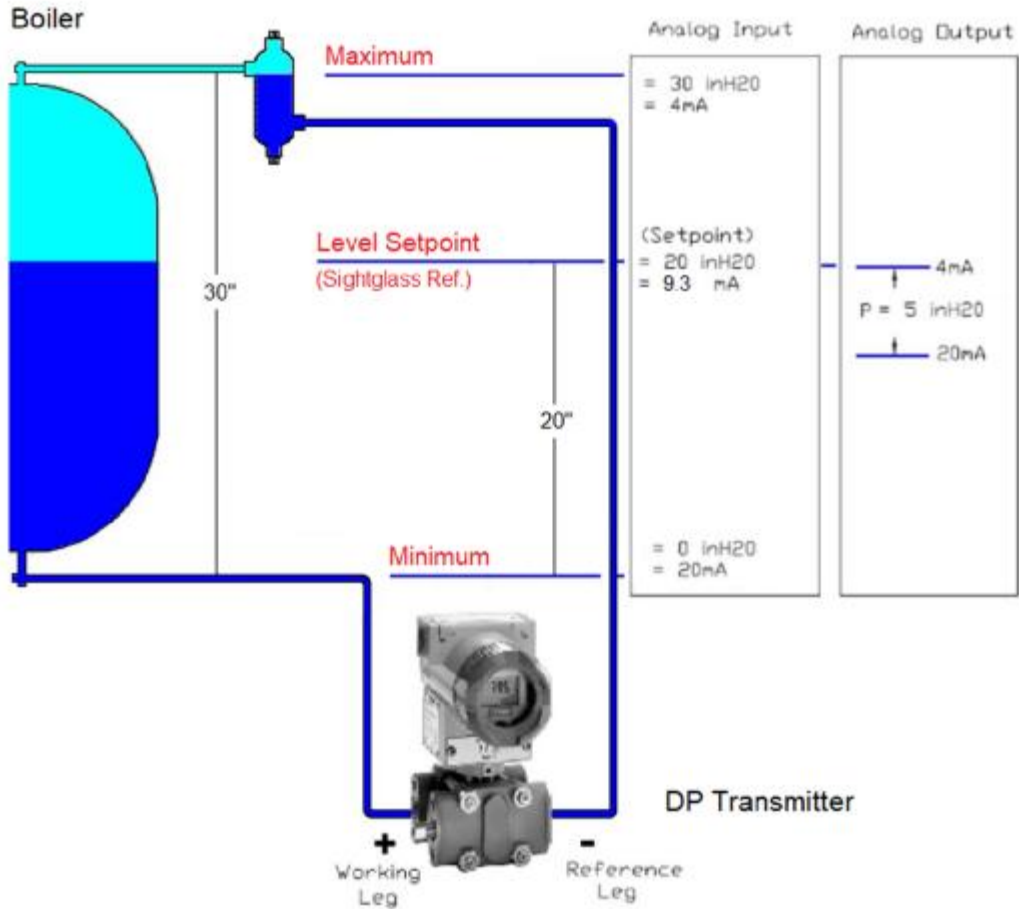 Boiler
Analog Input
Analog Output
Maximum
= 30 inH20
= 4mA
Level Setpoint
(Sightglass Ref.)
(Setpoint)
= 20 inH20
= 9.3 mA
4mA
P = 5 inH20
20mA
30"
20"
Minimum
= 0 inH20
= 20mA
DP Transmitter
+
Working
Leg
-
Reference
Leg